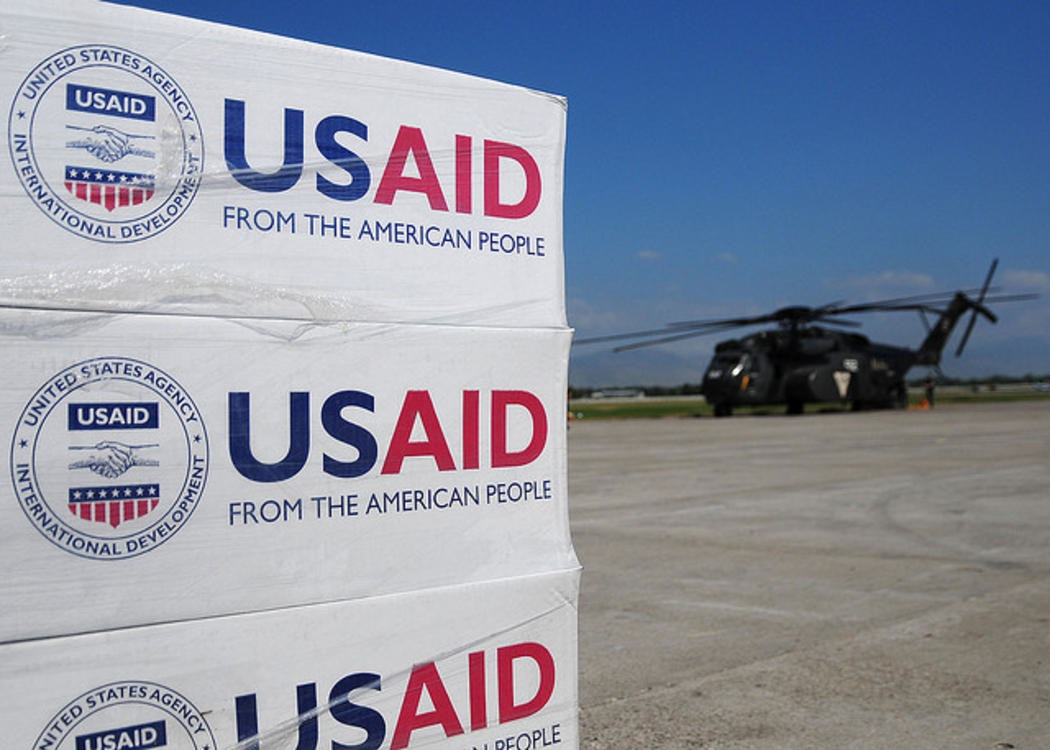 UNITED STATES AGENCY
INTERNATIONAL DEVELOPMENT
USAID
USAID
FROM THE AMERICAN PEOPLE
UNITED STATES AGENCY
INTERNATIONAL DEVELOPMENT
USAID
USAID
FROM THE AMERICAN PEOPLE
UNITED STATES AGENCY
USAID
USAID
PEOPLE